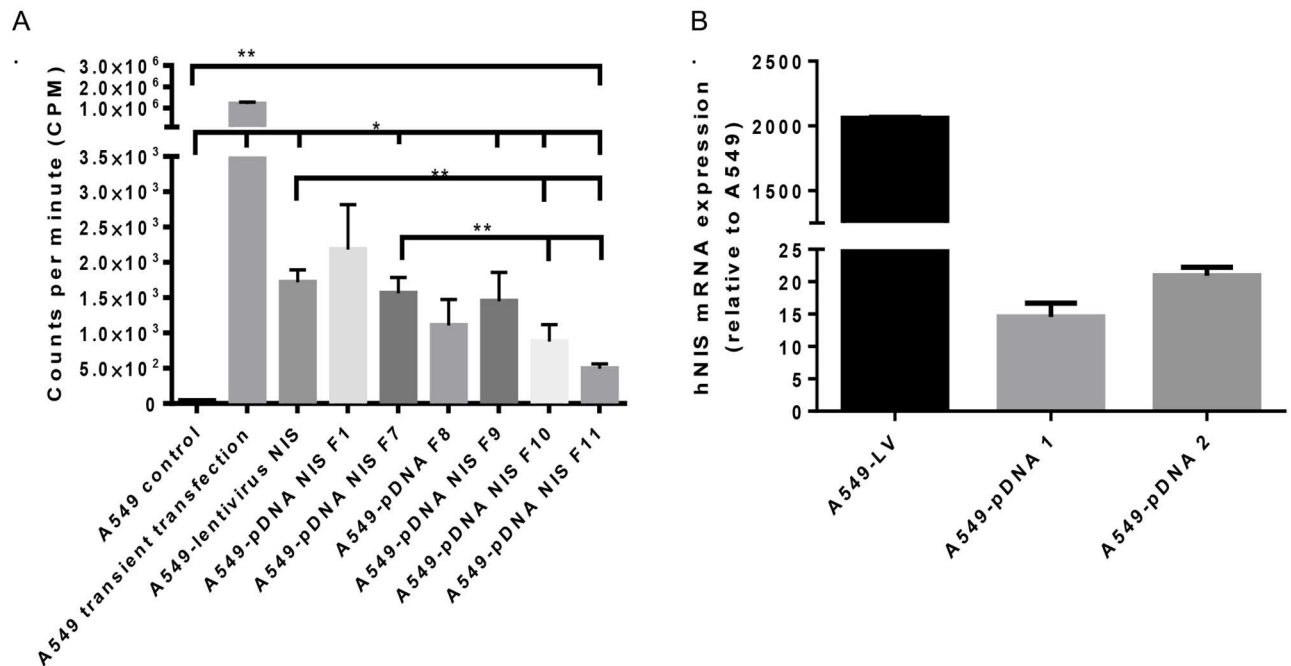 A
B
Counts per minute (CPM)
3.0×10⁶
2.0×10⁶
1.0×10⁶
3.5×10³
3.0×10³
2.5×10³
2.0×10³
1.5×10³
1.0×10³
5.0×10²
0
**
*
**
**
A549 control
A549 transient transfection
A549-lentivirus NIS
A549-pDNA NIS F1
A549-pDNA NIS F7
A549-pDNA F8
A549-pDNA NIS F9
A549-pDNA NIS F10
A549-pDNA NIS F11
hNIS mRNA expression
(relative to A549)
2500
2000
1500
25
20
15
10
5
0
A549-LV
A549-pDNA 1
A549-pDNA 2